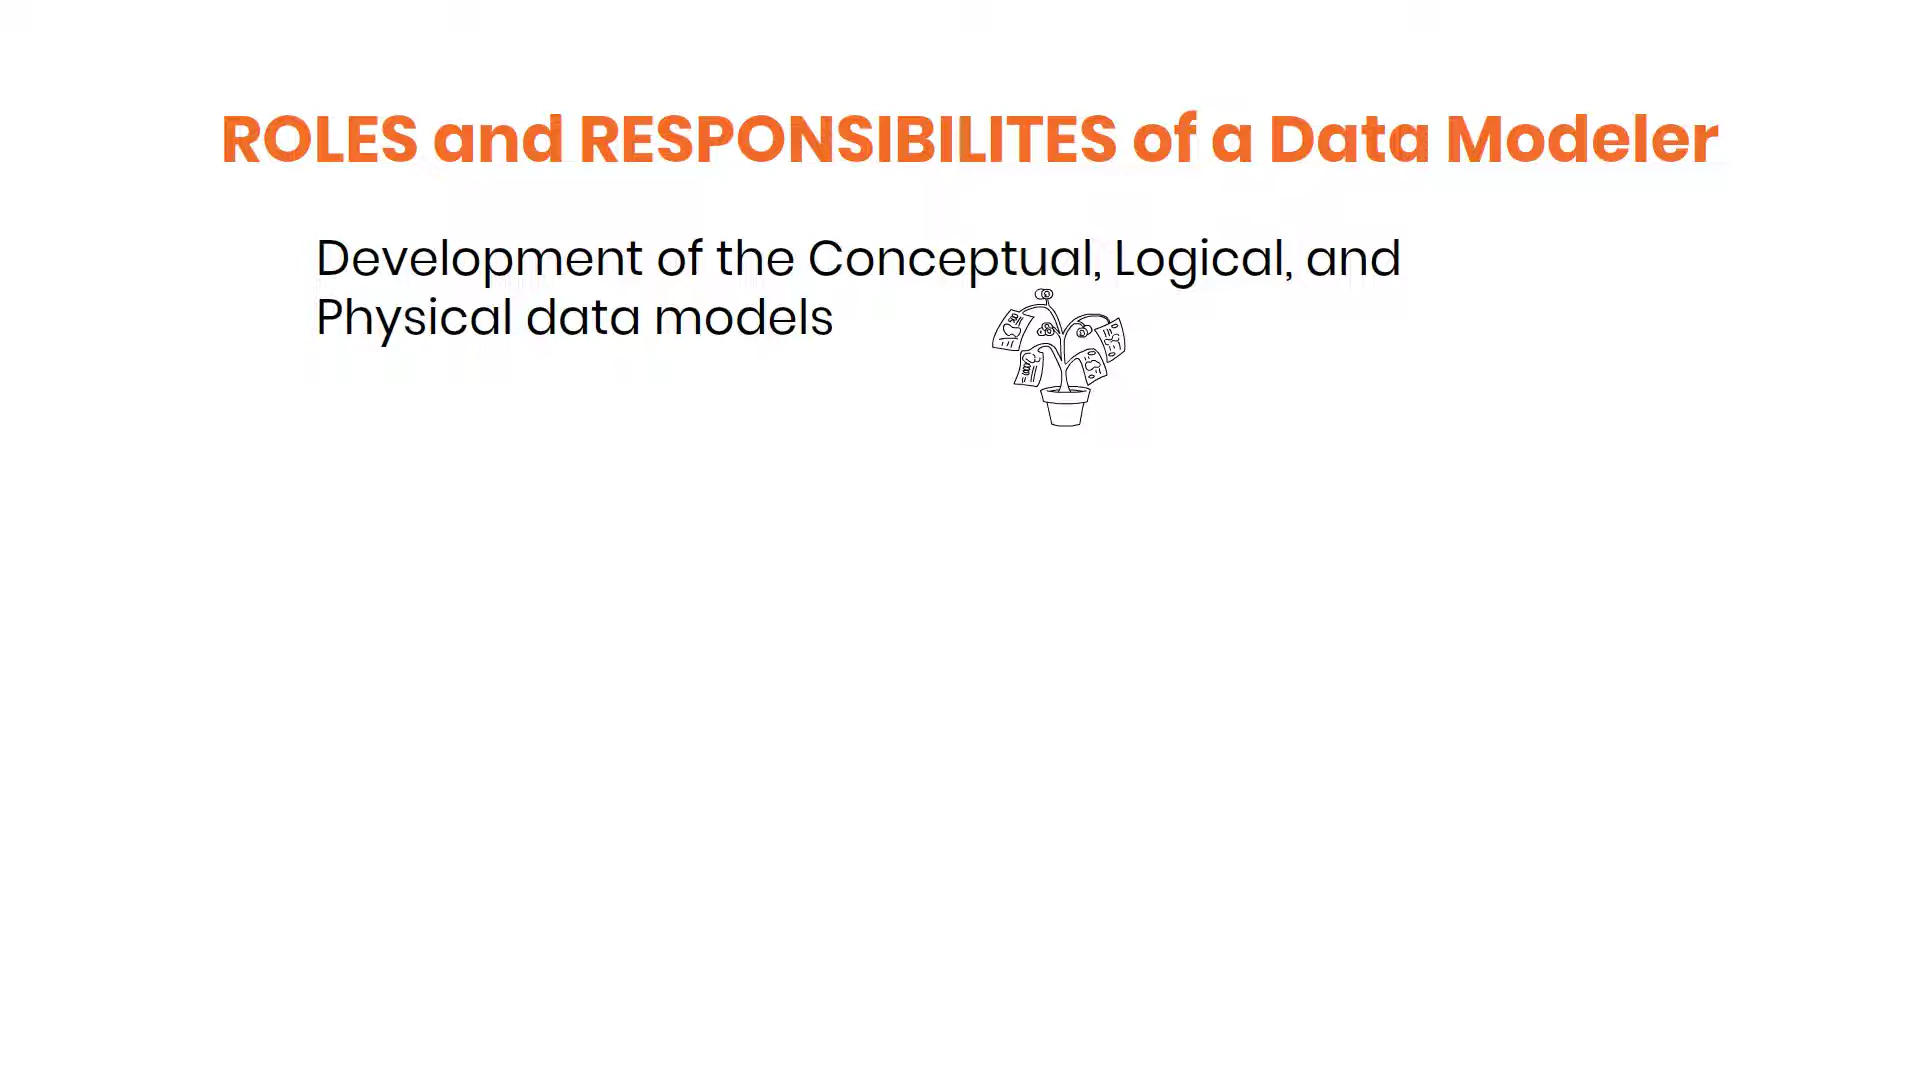 ROLES and RESPONSIBILITES of a Data Modeler
Development of the Conceptual, Logical, and
Physical data models